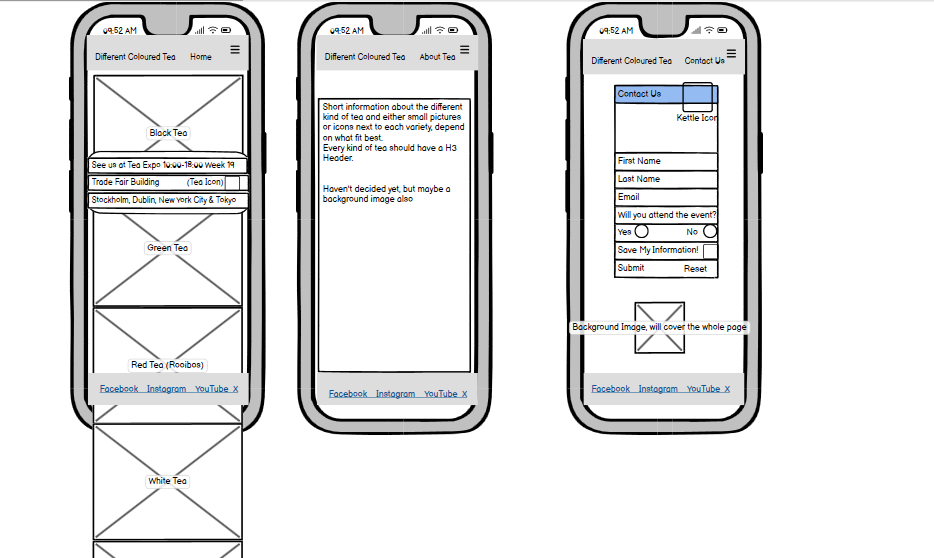 09:52 AM
Different Coloured Tea Home
Black Tea
See us at Tea Expo 10:00-18:00 Week 19
Trade Fair Building (Tea Icon)
Stockholm, Dublin, New York City & Tokyo
Green Tea
Red Tea (Rooibos)
Facebook Instagram YouTube X
White Tea
09:52 AM
Different Coloured Tea About Tea
Short information about the different
kind of tea and either small pictures
or icons next to each variety, depend
on what fit best.
Every kind of tea should have a H3
Header.
Haven't decided yet, but maybe a
background image also
Facebook Instagram YouTube X
09:52 AM
Different Coloured Tea Contact Us
Contact Us
Kettle Icon
First Name
Last Name
Email
Will you attend the event?
Yes No
Save My Information!
Submit Reset
Background Image, will cover the whole page
Facebook Instagram YouTube X